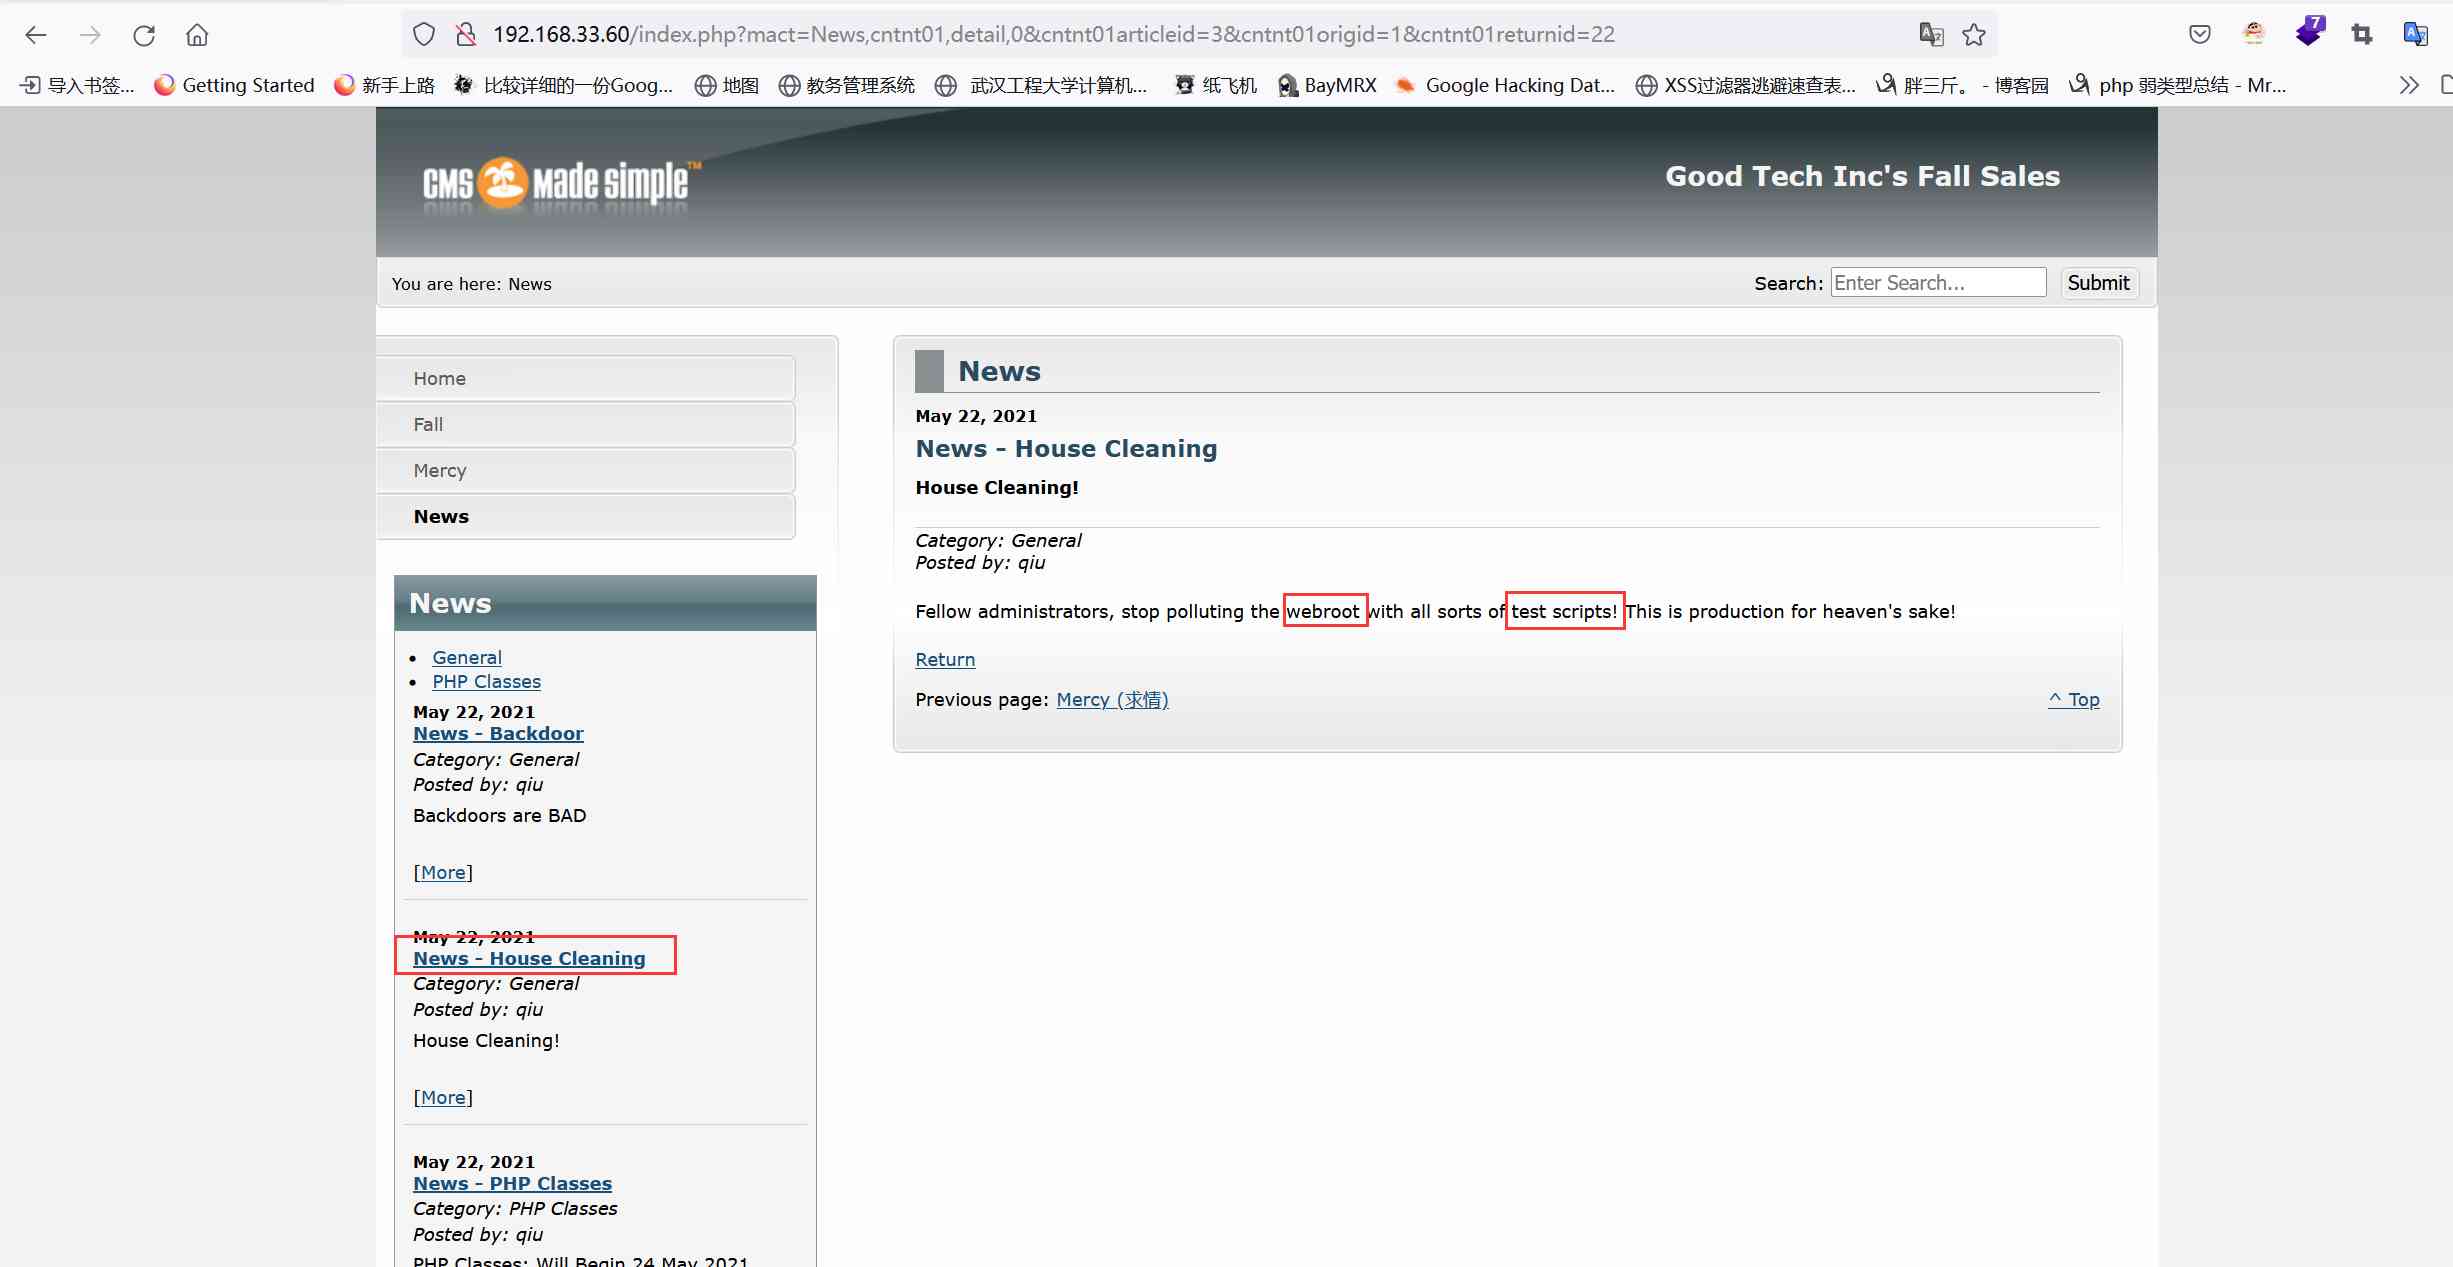 192.168.33.60/index.php?mact=News,cntnt01,detail,0&cntnt01articleid=3&cntnt01origid=1&cntnt01returnid=22
7
导入书签... Getting Started 新手上路 比较详细的一份Goog... 地图 教务管理系统 武汉工程大学计算机... 纸飞机 BayMRX Google Hacking Dat... XSS过滤器逃避速查表... 胖三斤。 - 博客园 php 弱类型总结 - Mr...
CMS Made Simple™
Good Tech Inc's Fall Sales
You are here: News
Search: Enter Search... Submit
Home
Fall
Mercy
News
News
General
PHP Classes
May 22, 2021
News - Backdoor
Category: General
Posted by: qiu
Backdoors are BAD
[More]
May 22, 2021
News - House Cleaning
Category: General
Posted by: qiu
House Cleaning!
[More]
May 22, 2021
News - PHP Classes
Category: PHP Classes
Posted by: qiu
PHP Classes: Will Begin 24 May 2021
News
May 22, 2021
News - House Cleaning
House Cleaning!
Category: General
Posted by: qiu
Fellow administrators, stop polluting the webroot with all sorts of test scripts! This is production for heaven's sake!
Return
Previous page: Mercy (求情)
^ Top